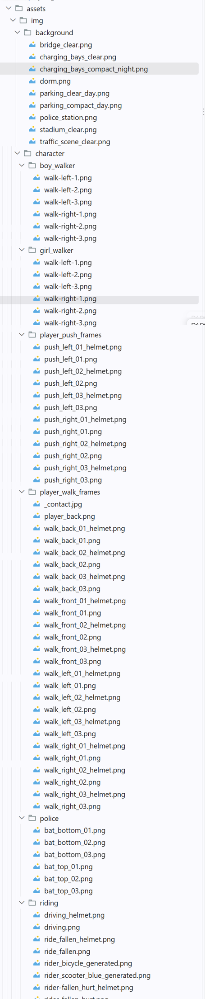 assets
img
background
bridge_clear.png
charging_bays_clear.png
charging_bays_compact_night.png
dorm.png
parking_clear_day.png
parking_compact_day.png
police_station.png
stadium_clear.png
traffic_scene_clear.png
character
boy_walker
walk-left-1.png
walk-left-2.png
walk-left-3.png
walk-right-1.png
walk-right-2.png
walk-right-3.png
girl_walker
walk-left-1.png
walk-left-2.png
walk-left-3.png
walk-right-1.png
walk-right-2.png
walk-right-3.png
player_push_frames
push_left_01_helmet.png
push_left_01.png
push_left_02_helmet.png
push_left_02.png
push_left_03_helmet.png
push_left_03.png
push_right_01_helmet.png
push_right_01.png
push_right_02_helmet.png
push_right_02.png
push_right_03_helmet.png
push_right_03.png
player_walk_frames
_contact.jpg
player_back.png
walk_back_01_helmet.png
walk_back_01.png
walk_back_02_helmet.png
walk_back_02.png
walk_back_03_helmet.png
walk_back_03.png
walk_front_01_helmet.png
walk_front_01.png
walk_front_02_helmet.png
walk_front_02.png
walk_front_03_helmet.png
walk_front_03.png
walk_left_01_helmet.png
walk_left_01.png
walk_left_02_helmet.png
walk_left_02.png
walk_left_03_helmet.png
walk_left_03.png
walk_right_01_helmet.png
walk_right_01.png
walk_right_02_helmet.png
walk_right_02.png
walk_right_03_helmet.png
walk_right_03.png
police
bat_bottom_01.png
bat_bottom_02.png
bat_bottom_03.png
bat_top_01.png
bat_top_02.png
bat_top_03.png
riding
driving_helmet.png
driving.png
ride_fallen_helmet.png
ride_fallen.png
rider_bicycle_generated.png
rider_scooter_blue_generated.png
rider-fallen_hurt_helmet.png